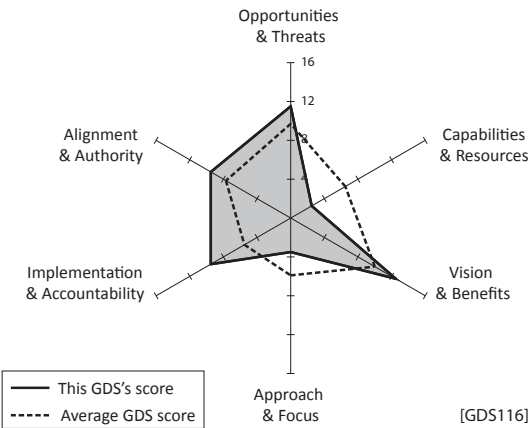 Opportunities
& Threats
16
12
8
4
Alignment
& Authority
Capabilities
& Resources
Implementation
& Accountability
Vision
& Benefits
This GDS's score
Average GDS score
Approach
& Focus
[GDS116]